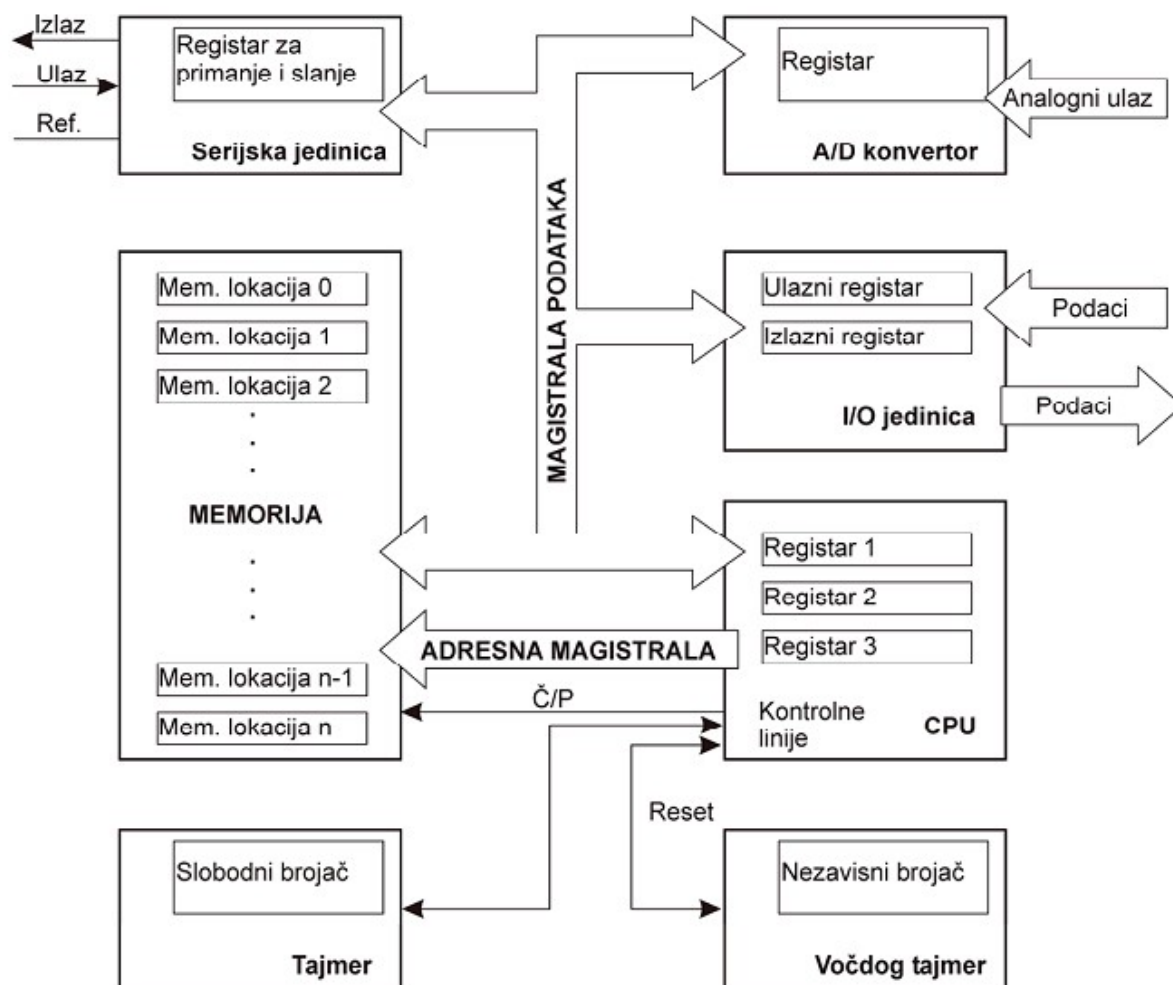 Izlaz
Ulaz
Ref.
Registar za
primanje i slanje
Serijska jedinica
Registar
Analogni ulaz
A/D konvertor
MAGISTRALA PODATAKA
Mem. lokacija 0
Mem. lokacija 1
Mem. lokacija 2
MEMORIJA
Mem. lokacija n-1
Mem. lokacija n
Ulazni registar
Izlazni registar
Podaci
Podaci
I/O jedinica
Registar 1
Registar 2
Registar 3
ADRESNA MAGISTRALA
Č/P
Kontrolne
linije
CPU
Reset
Slobodni brojač
Tajmer
Nezavisni brojač
Vočdog tajmer